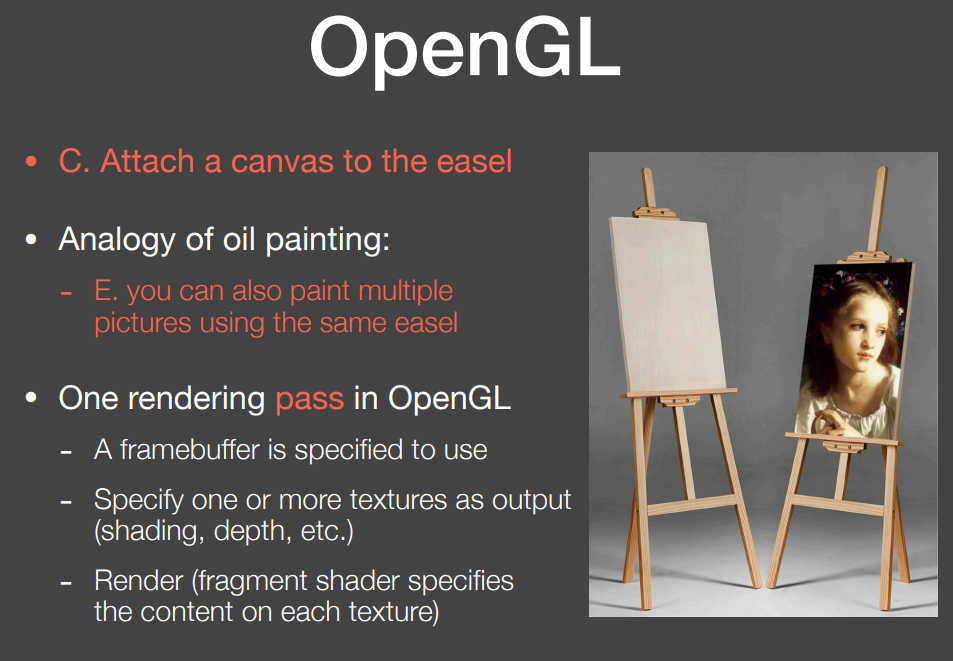 OpenGL
• C. Attach a canvas to the easel
• Analogy of oil painting:
- E. you can also paint multiple
pictures using the same easel
• One rendering pass in OpenGL
- A framebuffer is specified to use
- Specify one or more textures as output
(shading, depth, etc.)
- Render (fragment shader specifies
the content on each texture)